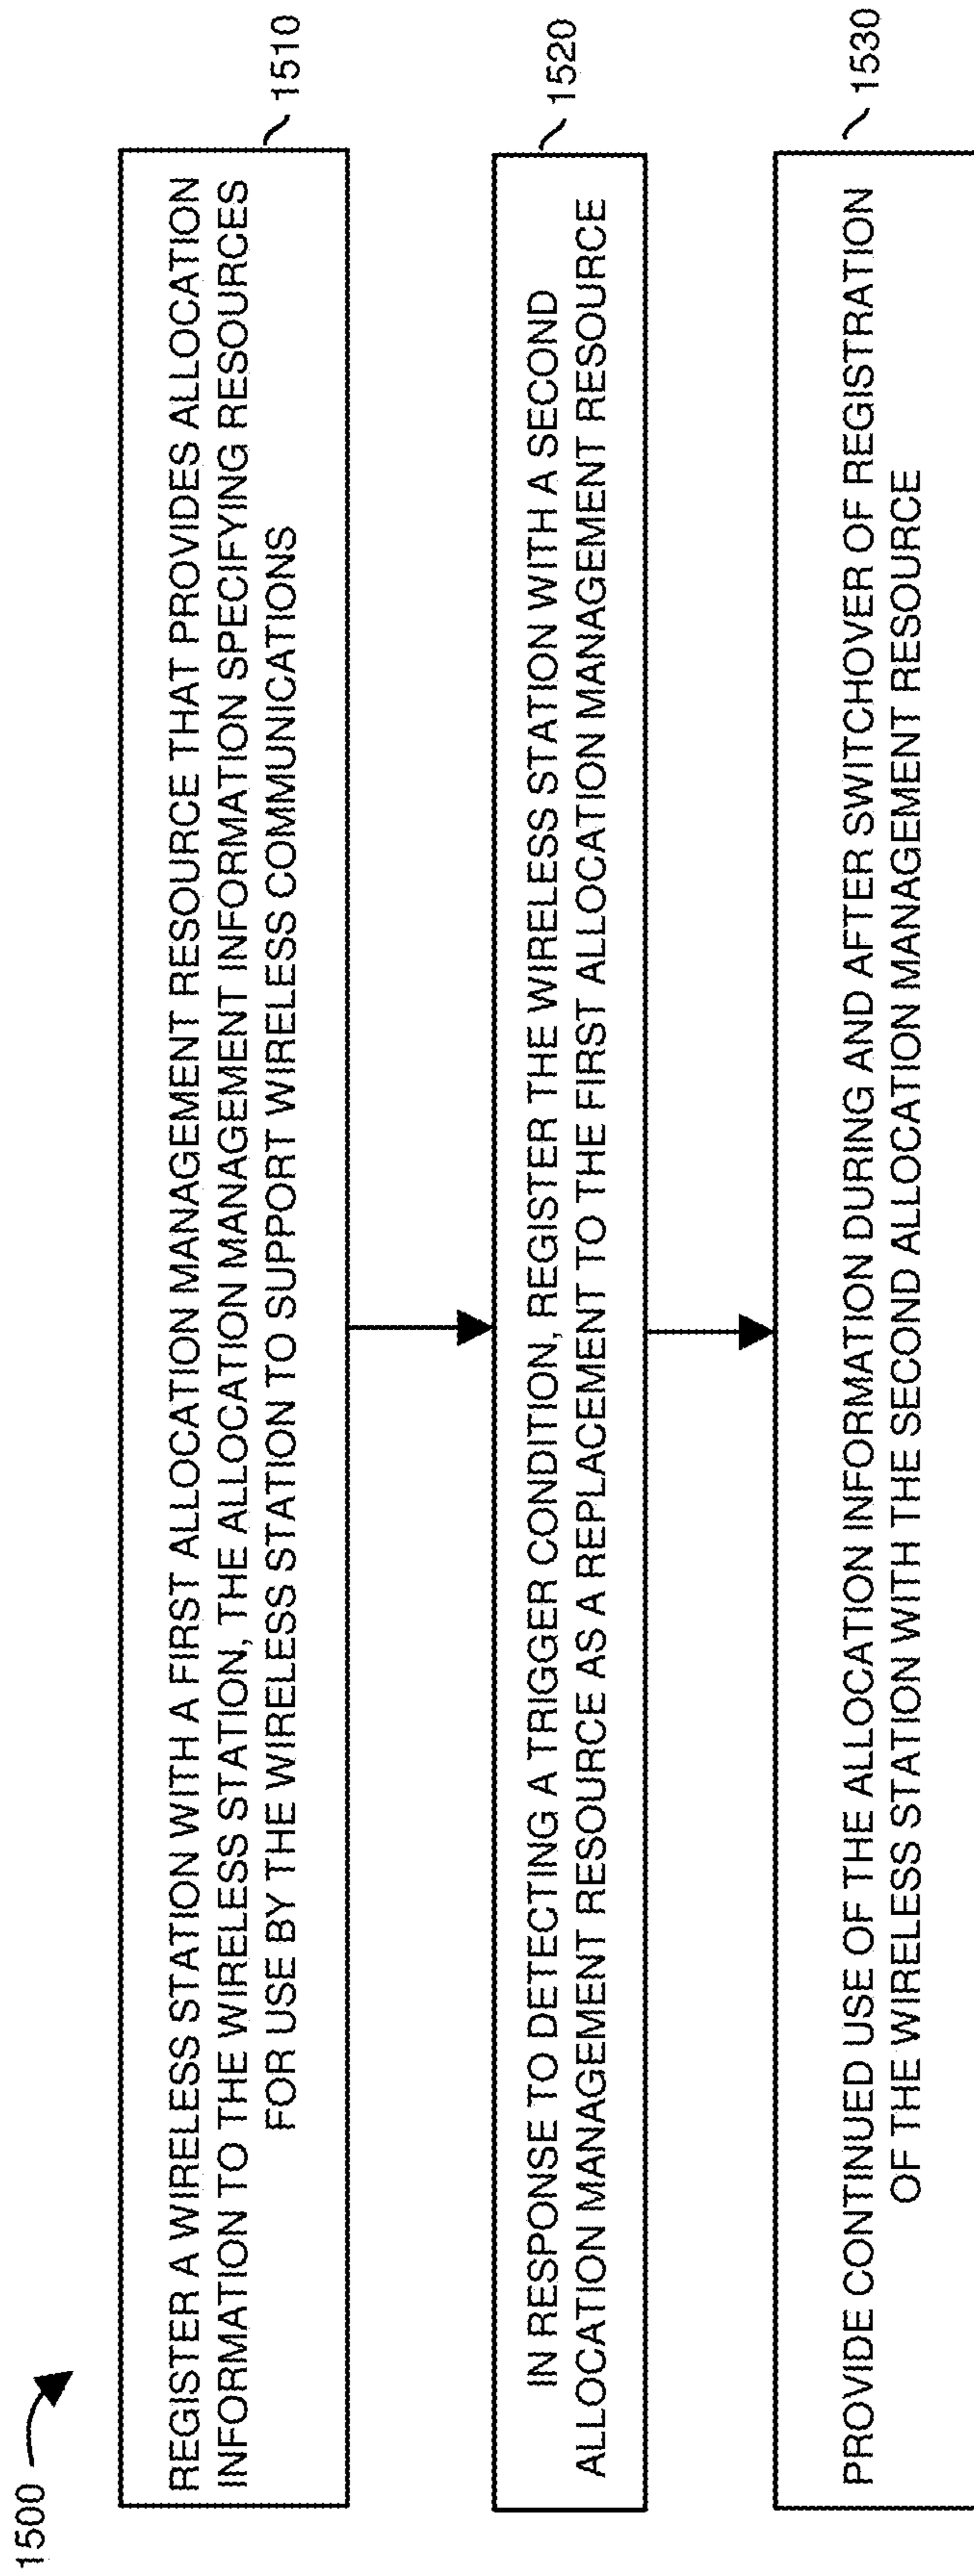 1500
REGISTER A WIRELESS STATION WITH A FIRST ALLOCATION MANAGEMENT RESOURCE THAT PROVIDES ALLOCATION
INFORMATION TO THE WIRELESS STATION, THE ALLOCATION MANAGEMENT INFORMATION SPECIFYING RESOURCES
FOR USE BY THE WIRELESS STATION TO SUPPORT WIRELESS COMMUNICATIONS
1510
IN RESPONSE TO DETECTING A TRIGGER CONDITION, REGISTER THE WIRELESS STATION WITH A SECOND
ALLOCATION MANAGEMENT RESOURCE AS A REPLACEMENT TO THE FIRST ALLOCATION MANAGEMENT RESOURCE
1520
PROVIDE CONTINUED USE OF THE ALLOCATION INFORMATION DURING AND AFTER SWITCHOVER OF REGISTRATION
OF THE WIRELESS STATION WITH THE SECOND ALLOCATION MANAGEMENT RESOURCE
1530